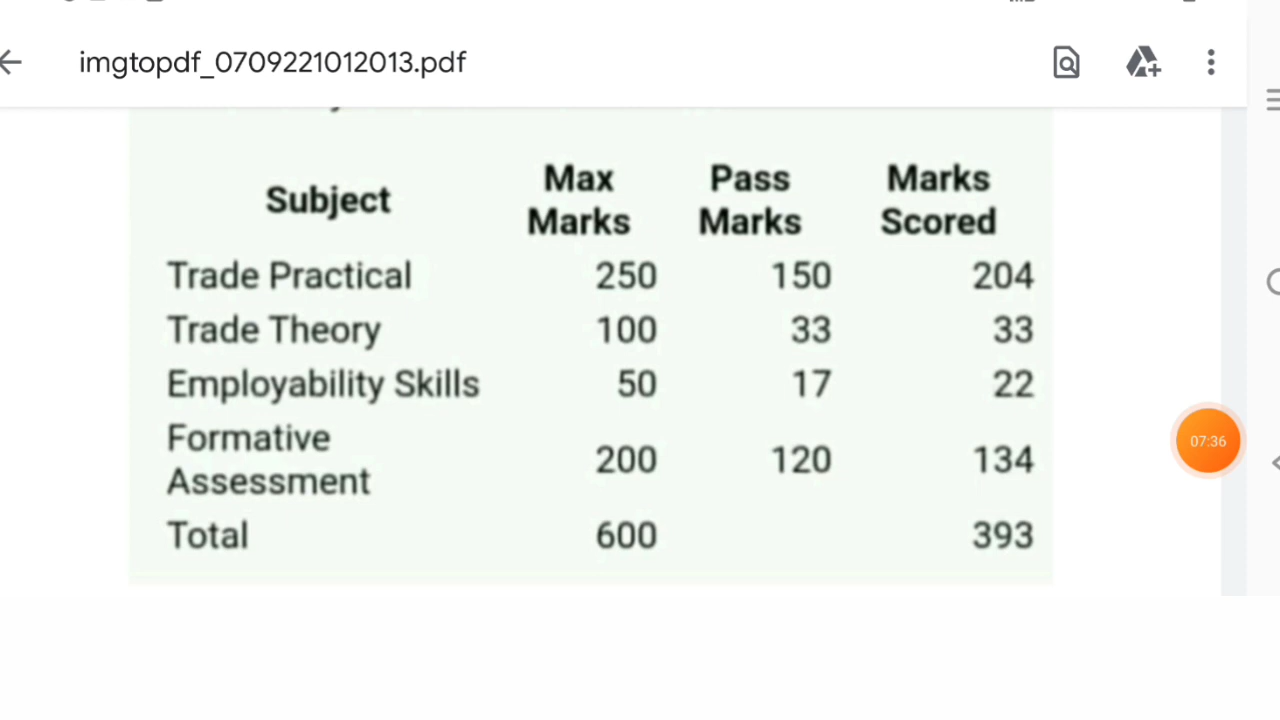 imgtopdf_0709221012013.pdf
Subject Max Marks Pass Marks Marks Scored
Trade Practical 250 150 204
Trade Theory 100 33 33
Employability Skills 50 17 22
Formative Assessment 200 120 134
Total 600 393
07:36